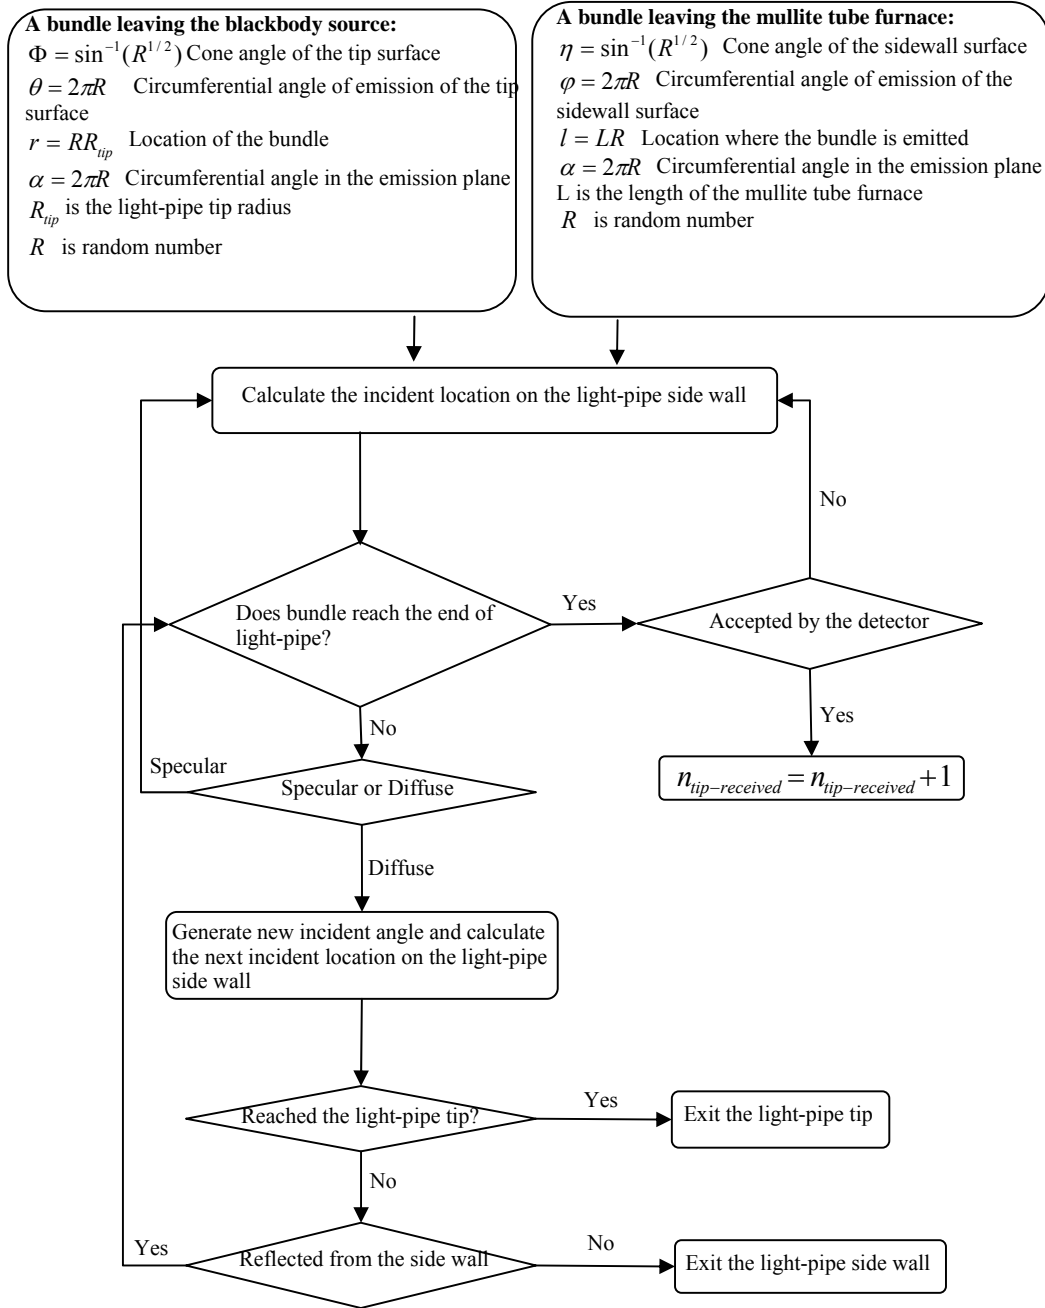 A bundle leaving the blackbody source:
Φ = sin⁻¹(R^{1/2}) Cone angle of the tip surface
θ = 2πR Circumferential angle of emission of the tip
surface
r = RR_{tip} Location of the bundle
α = 2πR Circumferential angle in the emission plane
R_{tip} is the light-pipe tip radius
R is random number
A bundle leaving the mullite tube furnace:
η = sin⁻¹(R^{1/2}) Cone angle of the sidewall surface
φ = 2πR Circumferential angle of emission of the
sidewall surface
l = LR Location where the bundle is emitted
α = 2πR Circumferential angle in the emission plane
L is the length of the mullite tube furnace
R is random number
Calculate the incident location on the light-pipe side wall
No
Does bundle reach the end of
light-pipe?
Yes
Accepted by the detector
No
Yes
Specular
Specular or Diffuse
n_{tip−received} = n_{tip−received} + 1
Diffuse
Generate new incident angle and calculate
the next incident location on the light-pipe
side wall
Reached the light-pipe tip?
Yes
Exit the light-pipe tip
No
Yes
Reflected from the side wall
No
Exit the light-pipe side wall